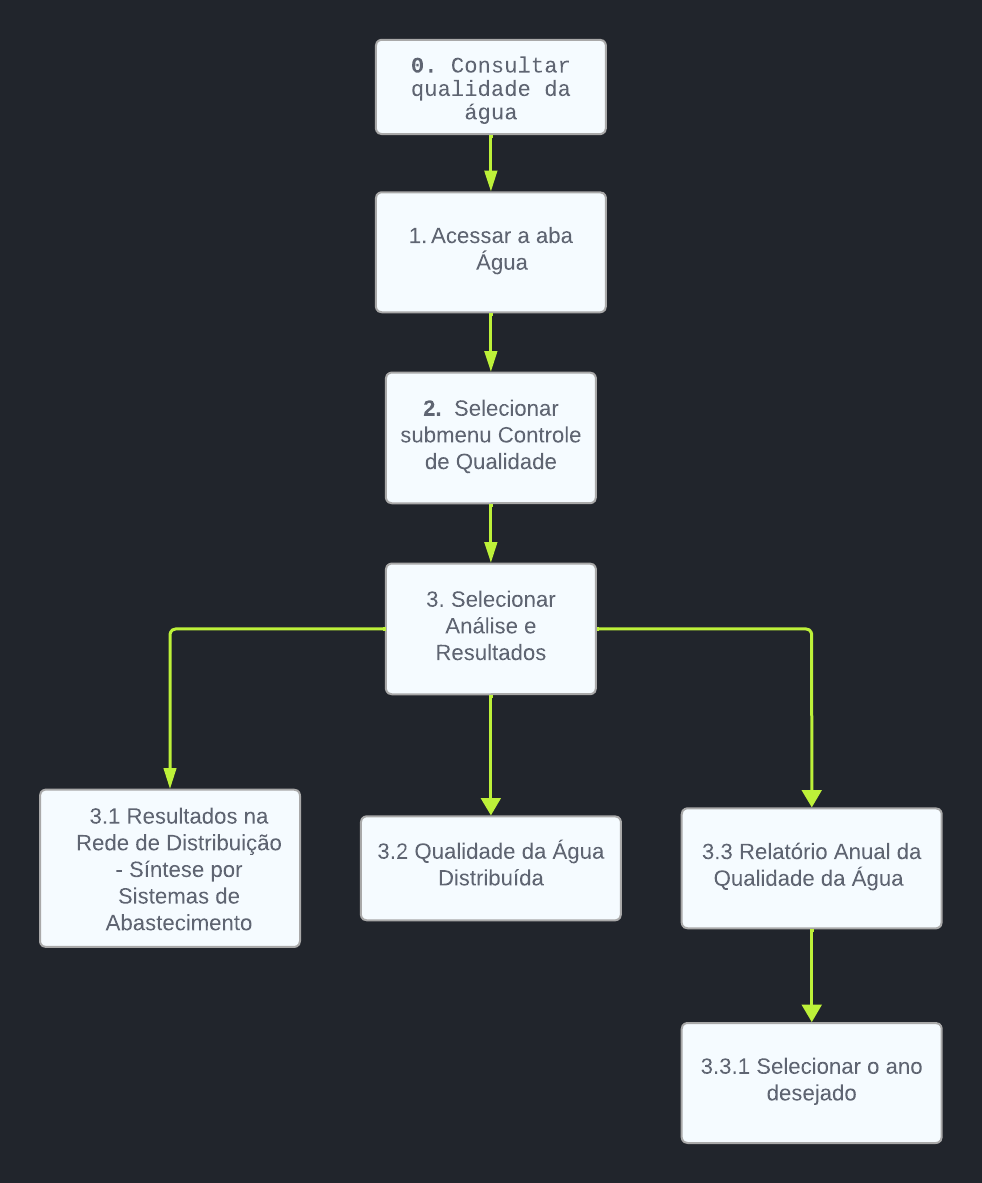 0. Consultar
qualidade da
água
1. Acessar a aba
Água
2. Selecionar
submenu Controle
de Qualidade
3. Selecionar
Análise e
Resultados
3.1 Resultados na
Rede de Distribuição
- Síntese por
Sistemas de
Abastecimento
3.2 Qualidade da Água
Distribuída
3.3 Relatório Anual da
Qualidade da Água
3.3.1 Selecionar o ano
desejado